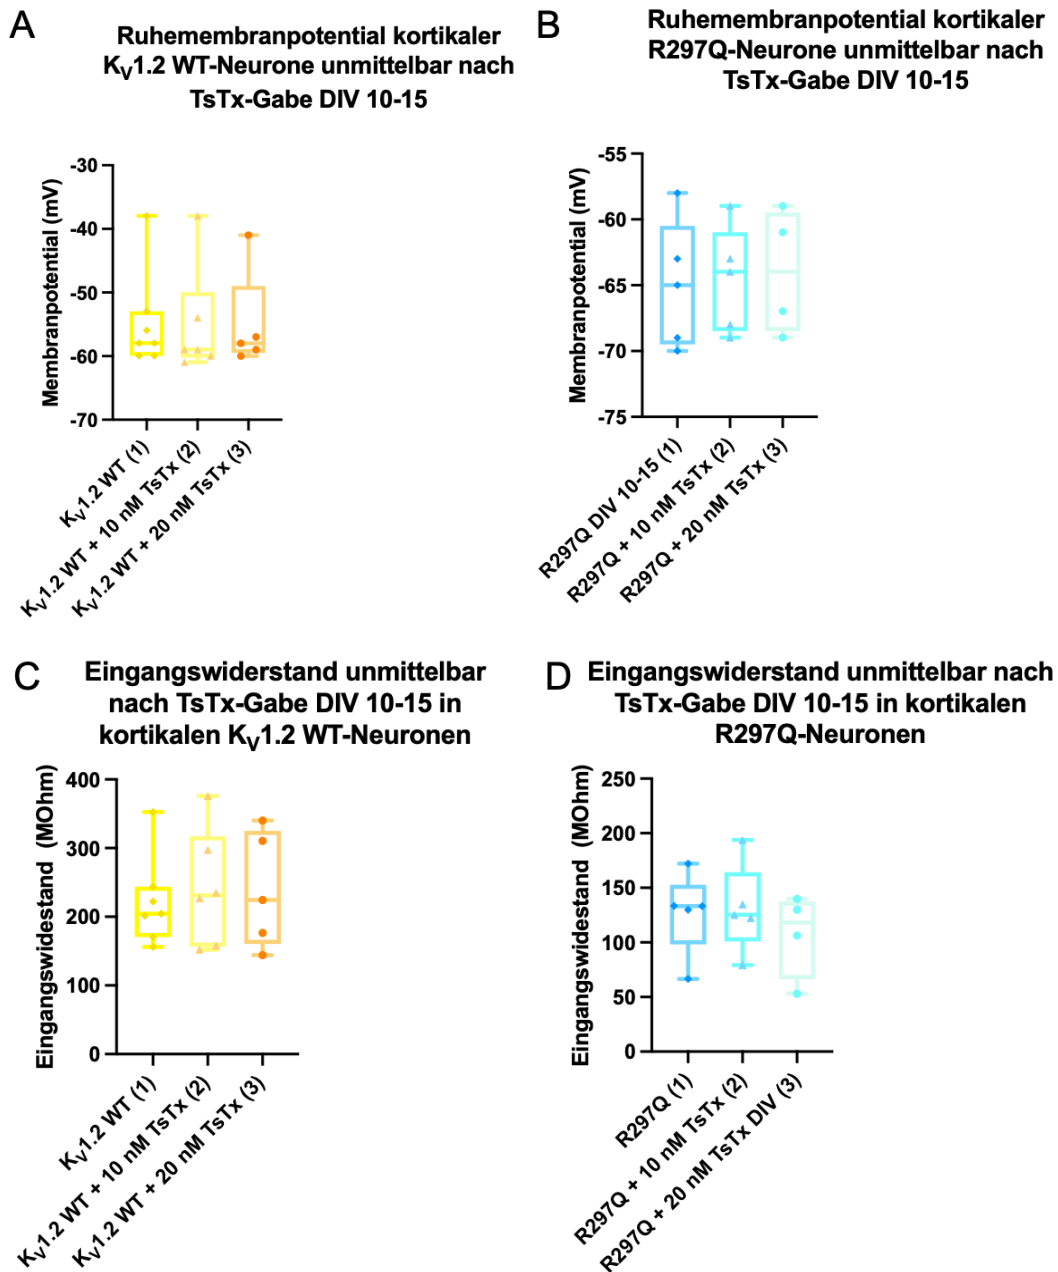 A
Ruhemembranpotential kortikaler
KV1.2 WT-Neurone unmittelbar nach
TsTx-Gabe DIV 10-15
Membranpotential (mV)
-30
-40
-50
-60
-70
KV1.2 WT (1)
KV1.2 WT + 10 nM TsTx (2)
KV1.2 WT + 20 nM TsTx (3)
B
Ruhemembranpotential kortikaler
R297Q-Neurone unmittelbar nach
TsTx-Gabe DIV 10-15
Membranpotential (mV)
-55
-60
-65
-70
-75
R297Q DIV 10-15 (1)
R297Q + 10 nM TsTx (2)
R297Q + 20 nM TsTx (3)
C
Eingangswiderstand unmittelbar
nach TsTx-Gabe DIV 10-15 in
kortikalen KV1.2 WT-Neuronen
Eingangswidestand (MOhm)
400
300
200
100
0
KV1.2 WT (1)
KV1.2 WT + 10 nM TsTx (2)
KV1.2 WT + 20 nM TsTx (3)
D
Eingangswiderstand unmittelbar nach
TsTx-Gabe DIV 10-15 in kortikalen
R297Q-Neuronen
Eingangswidestand (MOhm)
250
200
150
100
50
0
R297Q (1)
R297Q + 10 nM TsTx (2)
R297Q + 20 nM TsTx DIV (3)